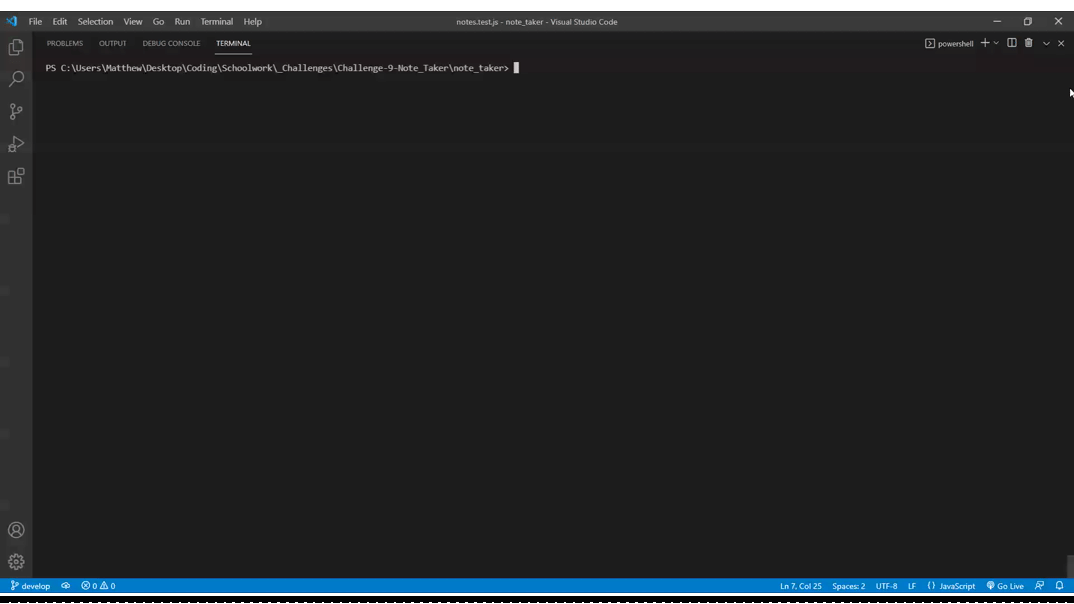 File Edit Selection View Go Run Terminal Help notes.test.js - note_taker - Visual Studio Code
PROBLEMS OUTPUT DEBUG CONSOLE TERMINAL powershell
PS C:\Users\Matthew\Desktop\Coding\Schoolwork\_Challenges\Challenge-9-Note_Taker\note_taker>
develop 0 0 Ln 7, Col 25 Spaces: 2 UTF-8 LF {} JavaScript Go Live